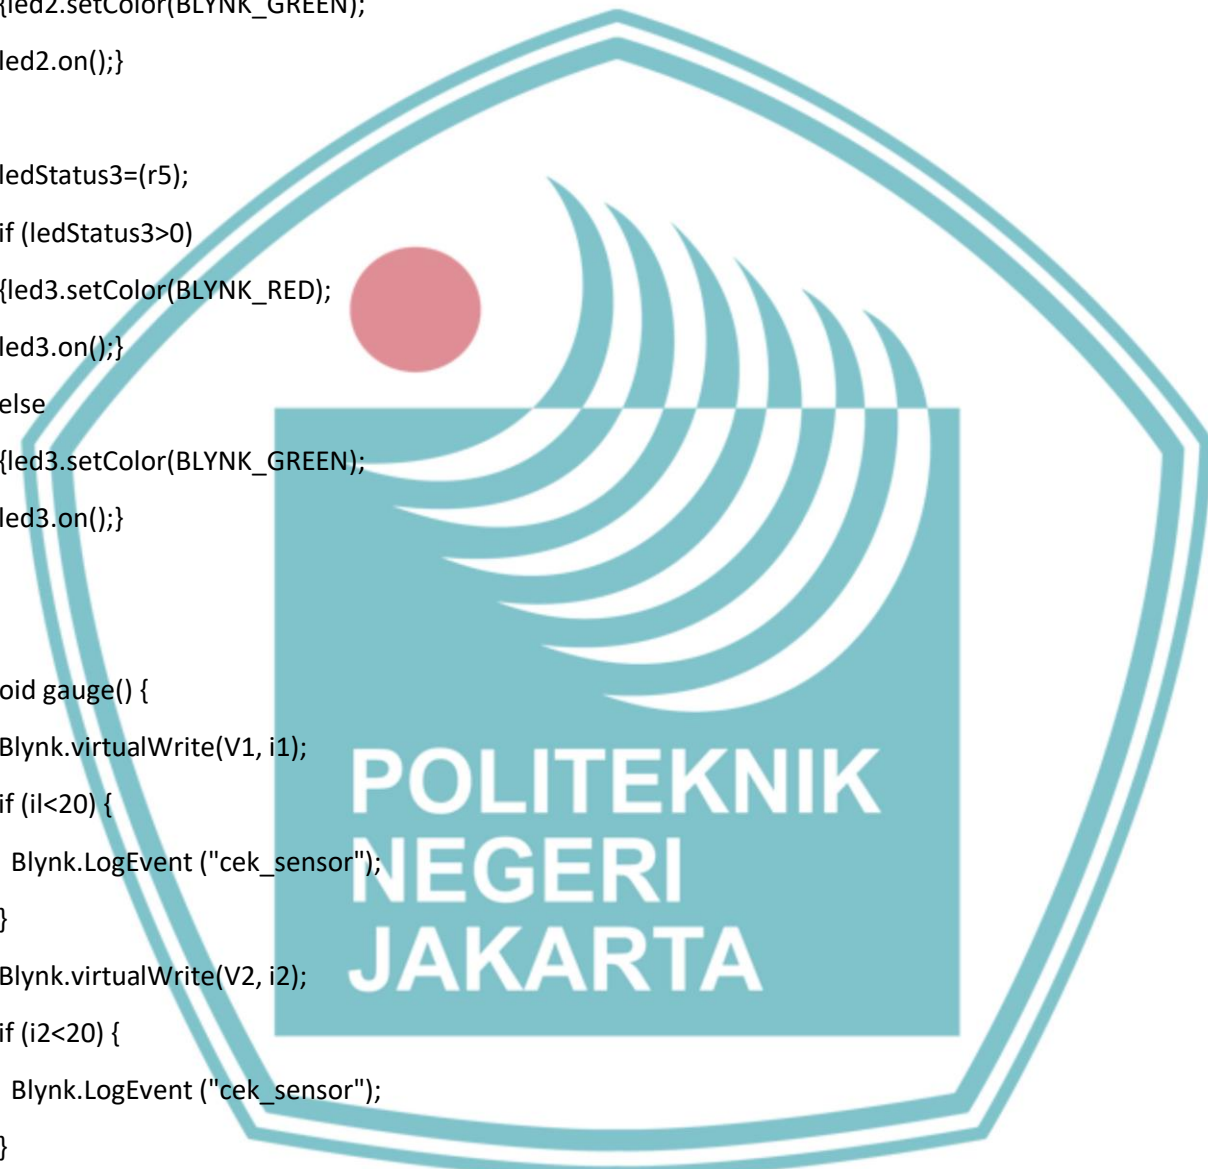 {led2.setColor(BLYNK_GREEN);
led2.on();}
ledStatus3=(r5);
if (ledStatus3>0)
{led3.setColor(BLYNK_RED);
led3.on();}
else
{led3.setColor(BLYNK_GREEN);
led3.on();}
oid gauge() {
Blynk.virtualWrite(V1, i1);
if (il<20) {
Blynk.LogEvent ("cek_sensor");
}
Blynk.virtualWrite(V2, i2);
if (i2<20) {
Blynk.LogEvent ("cek_sensor");
}
POLITEKNIK
NEGERI
JAKARTA